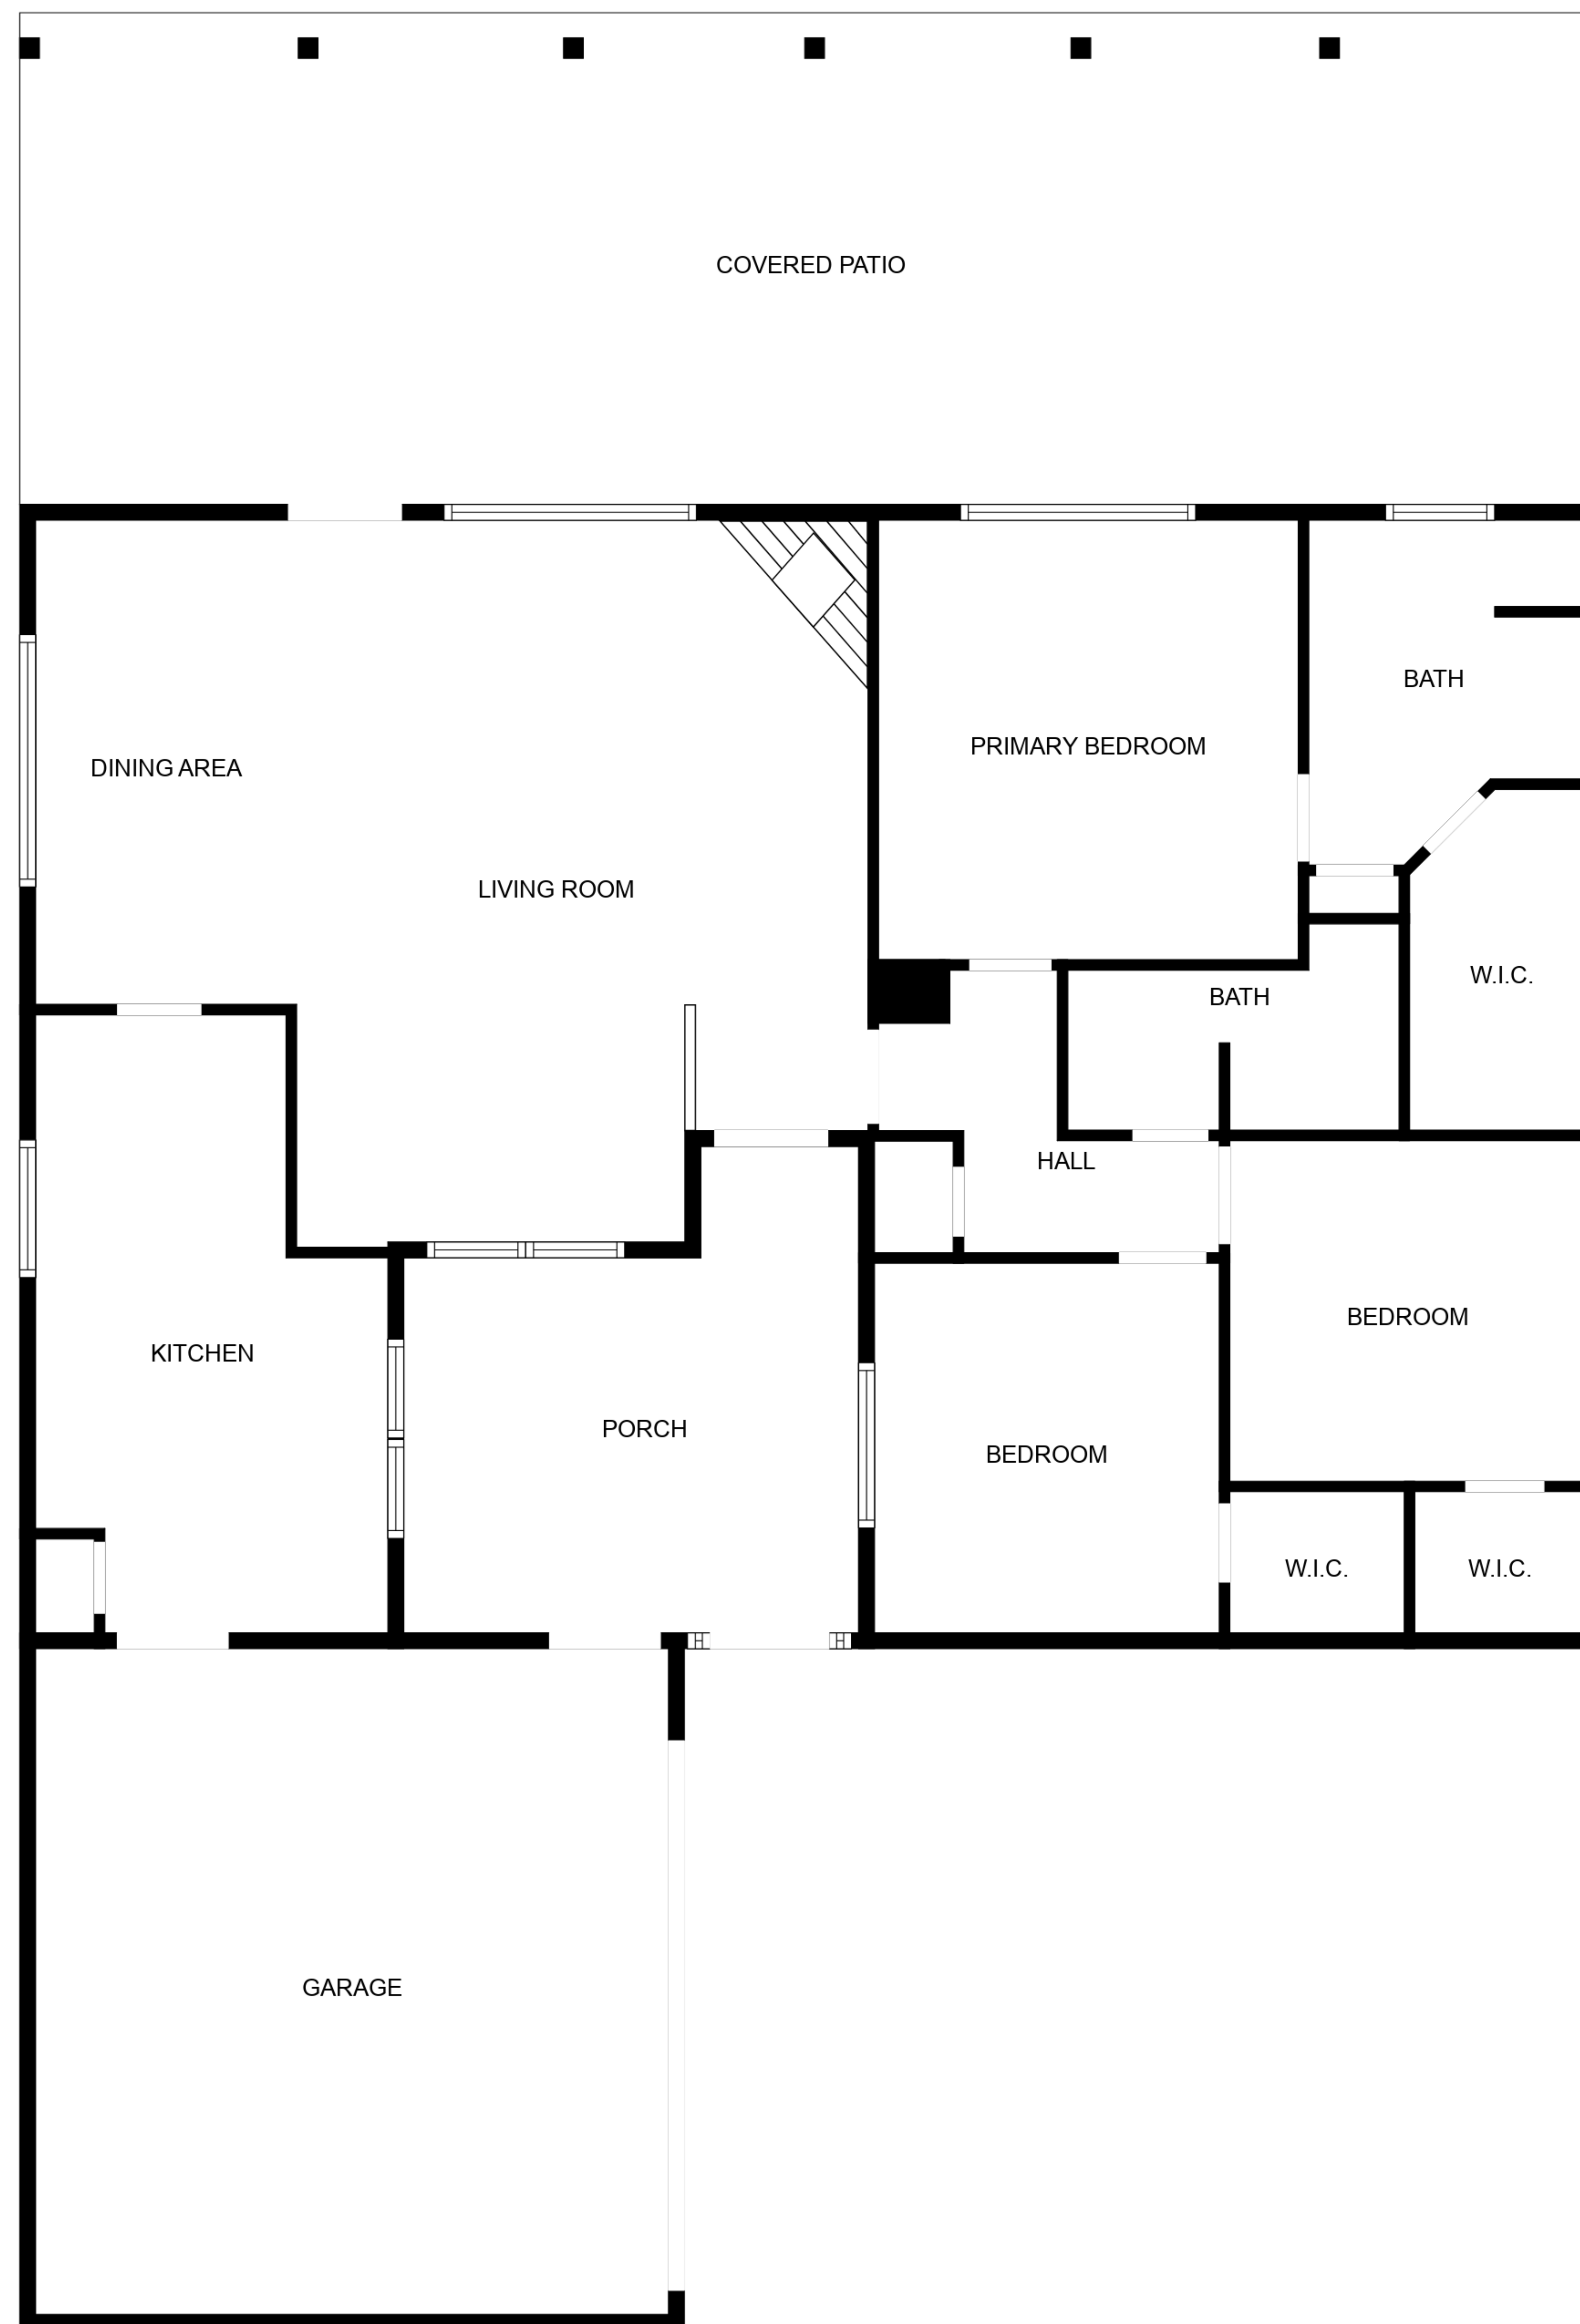 COVERED PATIO
BATH
PRIMARY BEDROOM
DINING AREA
LIVING ROOM
W.I.C.
BATH
HALL
BEDROOM
KITCHEN
PORCH
BEDROOM
W.I.C.
W.I.C.
GARAGE